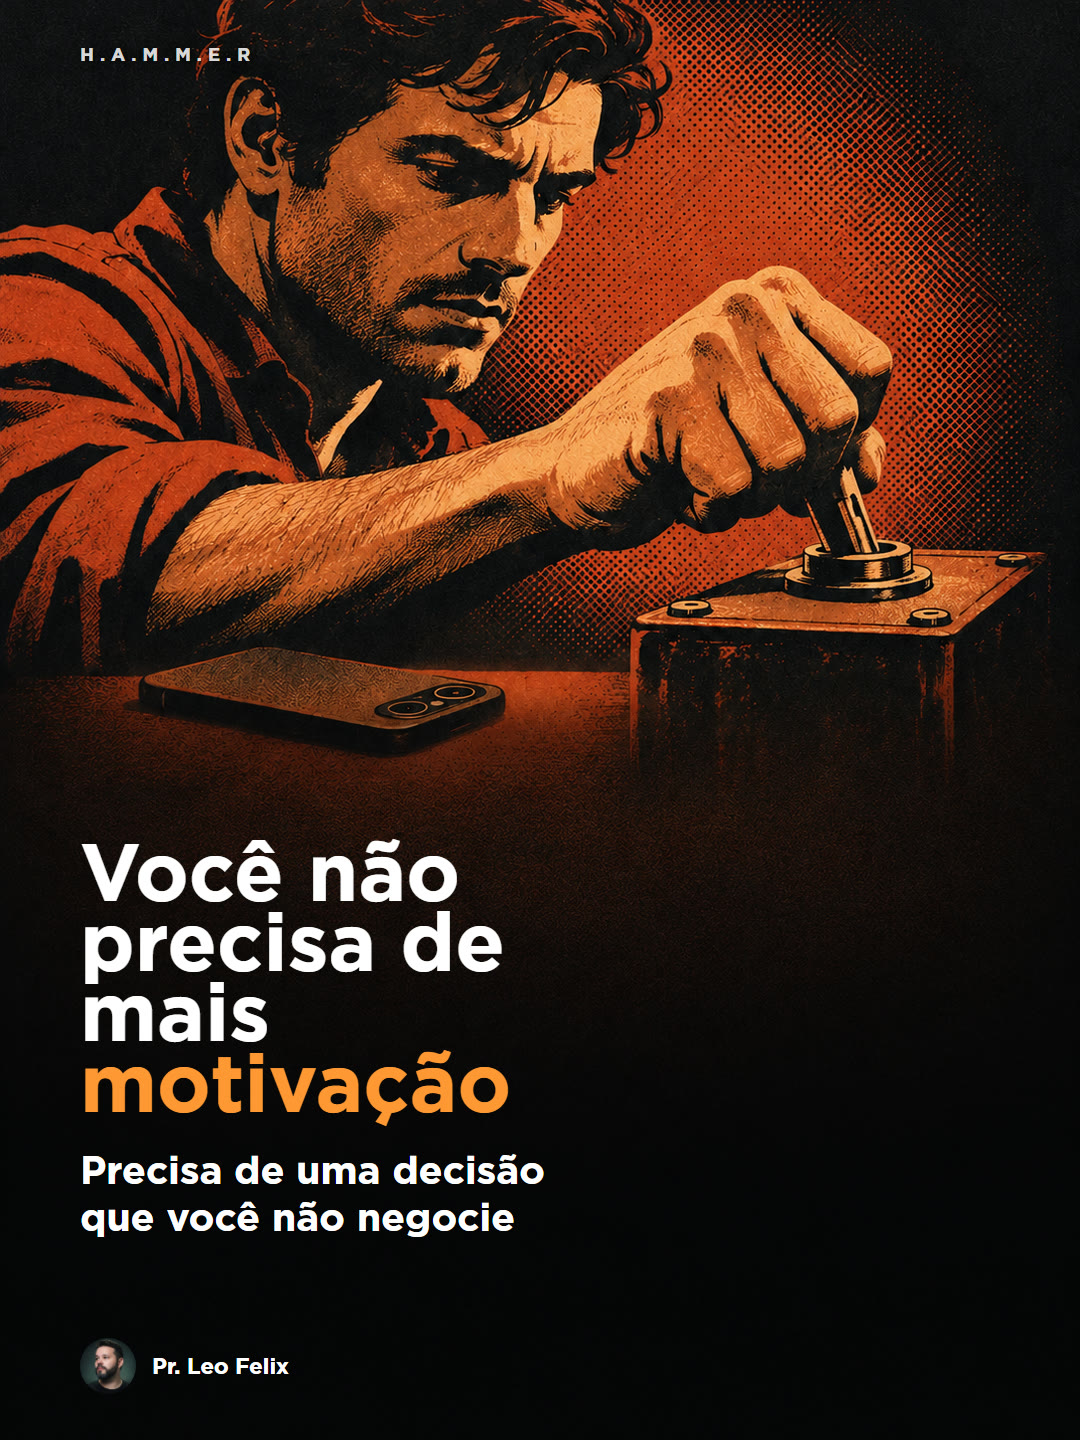 H.A.M.M.E.R
Você não
precisa de
mais
motivação
Precisa de uma decisão
que você não negocie
Pr. Leo Felix